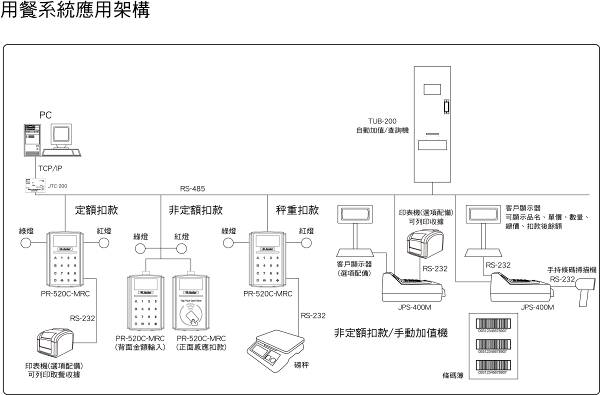 用餐系統應用架構
PC
TCP/IP
JTC 200
RS-485
TUB-200
自動加值/查詢機
定額扣款
非定額扣款
秤重扣款
綠燈
紅燈
綠燈
紅燈
綠燈
紅燈
PR-520C-MRC
PR-520C-MRC
(背面金額輸入)
PR-520C-MRC
(正面感應扣款)
PR-520C-MRC
RS-232
RS-232
印表機(選項配備)
可列印取餐收據
磅秤
客戶顯示器
(選項配備)
印表機(選項配備)
可列印收據
RS-232
JPS-400M
客戶顯示器
可顯示品名、單價、數量、
總價、扣款後餘額
RS-232
手持條碼掃描機
RS-232
JPS-400M
非定額扣款/手動加值機
條碼薄